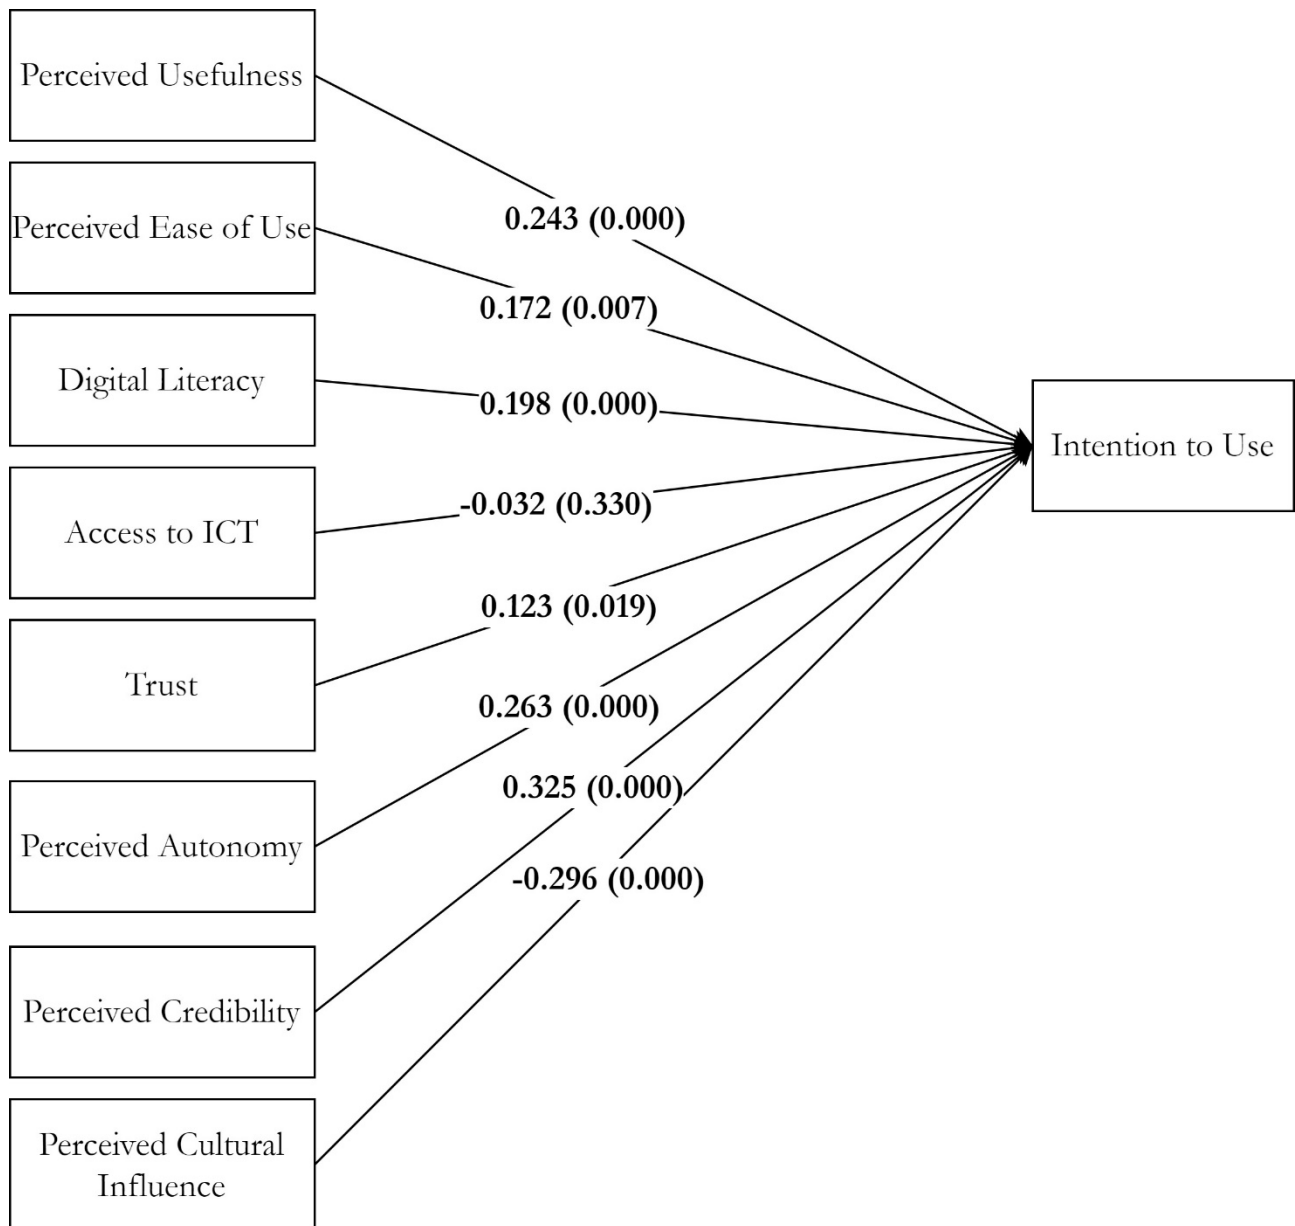 Perceived Usefulness
0.243 (0.000)
Perceived Ease of Use
0.172 (0.007)
Digital Literacy
0.198 (0.000)
Intention to Use
Access to ICT
-0.032 (0.330)
Trust
0.123 (0.019)
0.263 (0.000)
Perceived Autonomy
0.325 (0.000)
-0.296 (0.000)
Perceived Credibility
Perceived Cultural
Influence